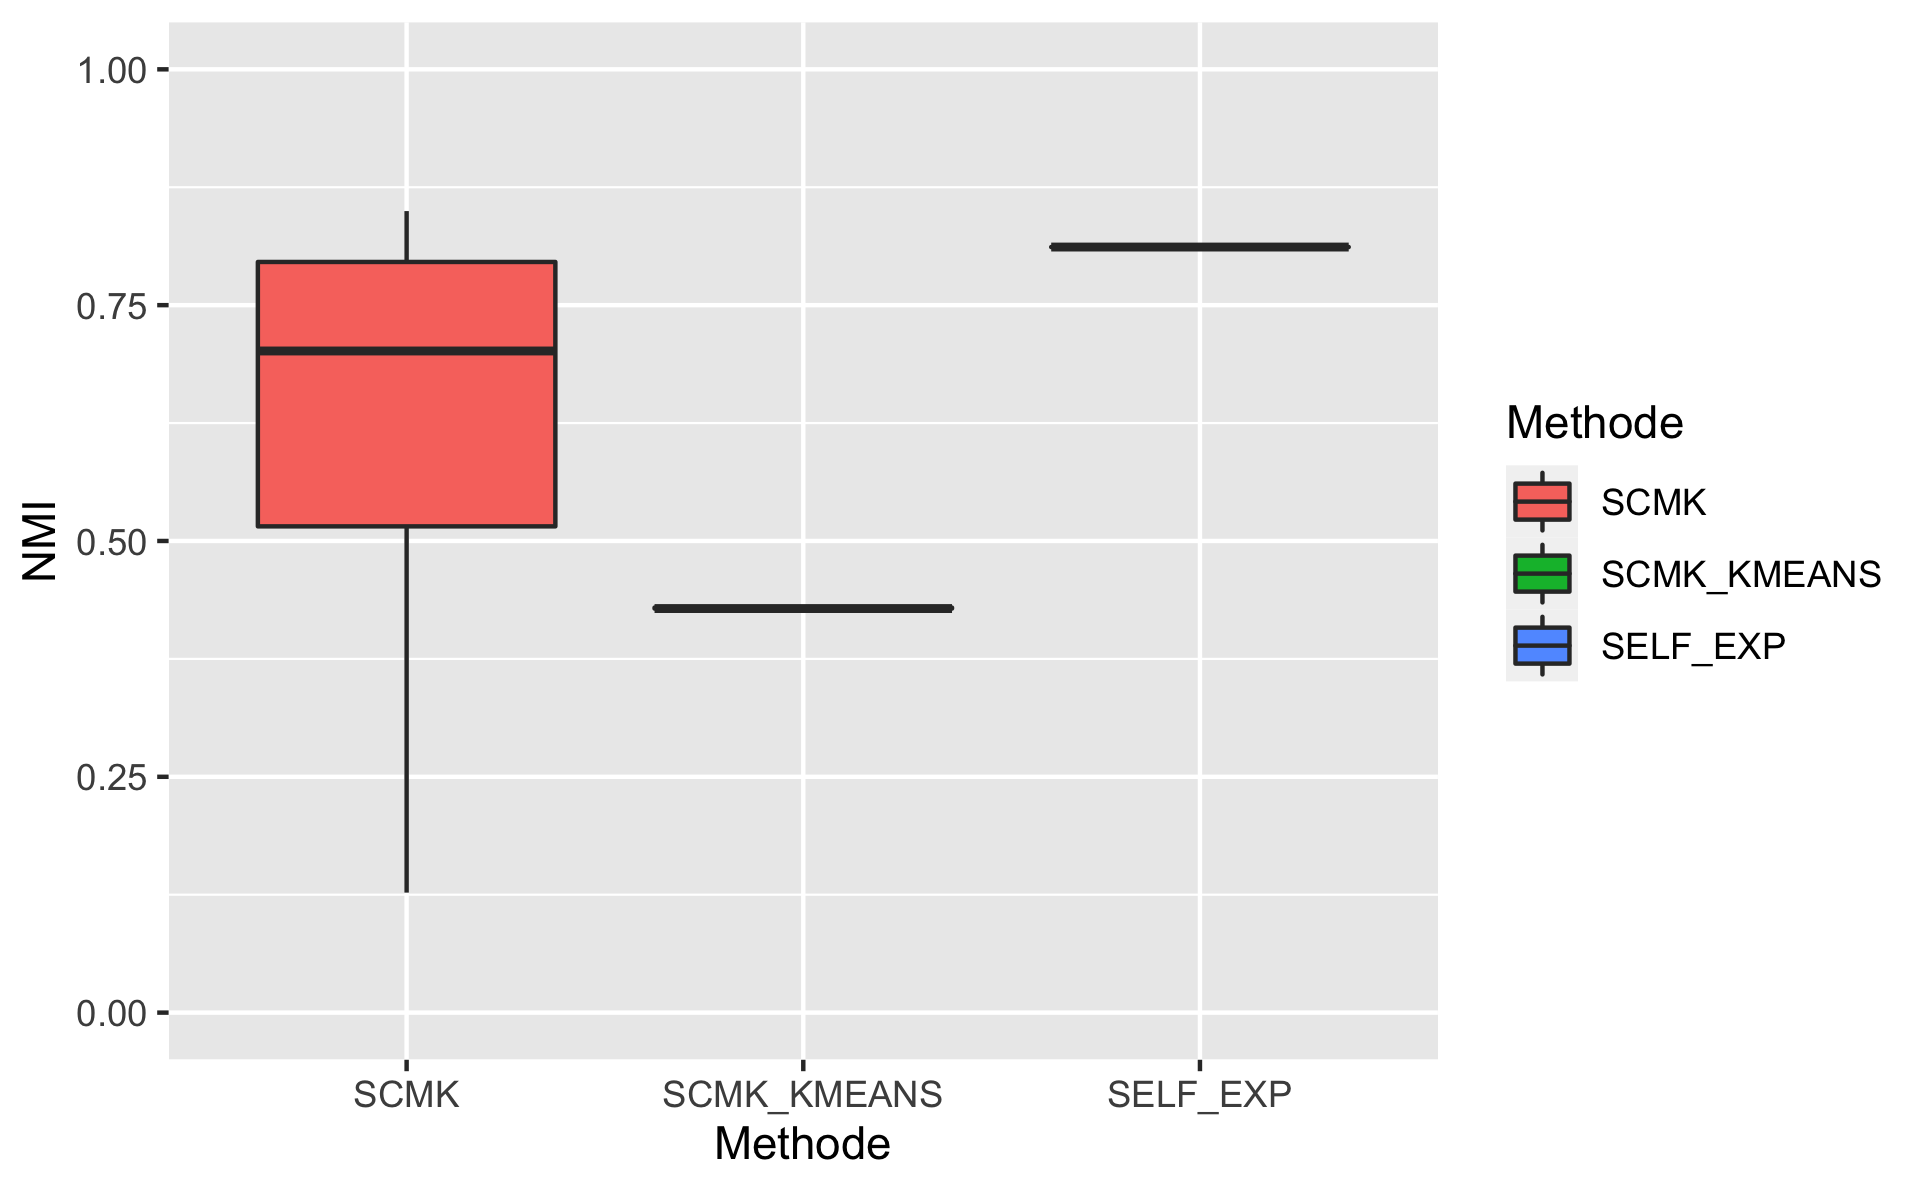 NMI
1.00
0.75
0.50
0.25
0.00
SCMK
SCMK_KMEANS
SELF_EXP
Methode
Methode
SCMK
SCMK_KMEANS
SELF_EXP